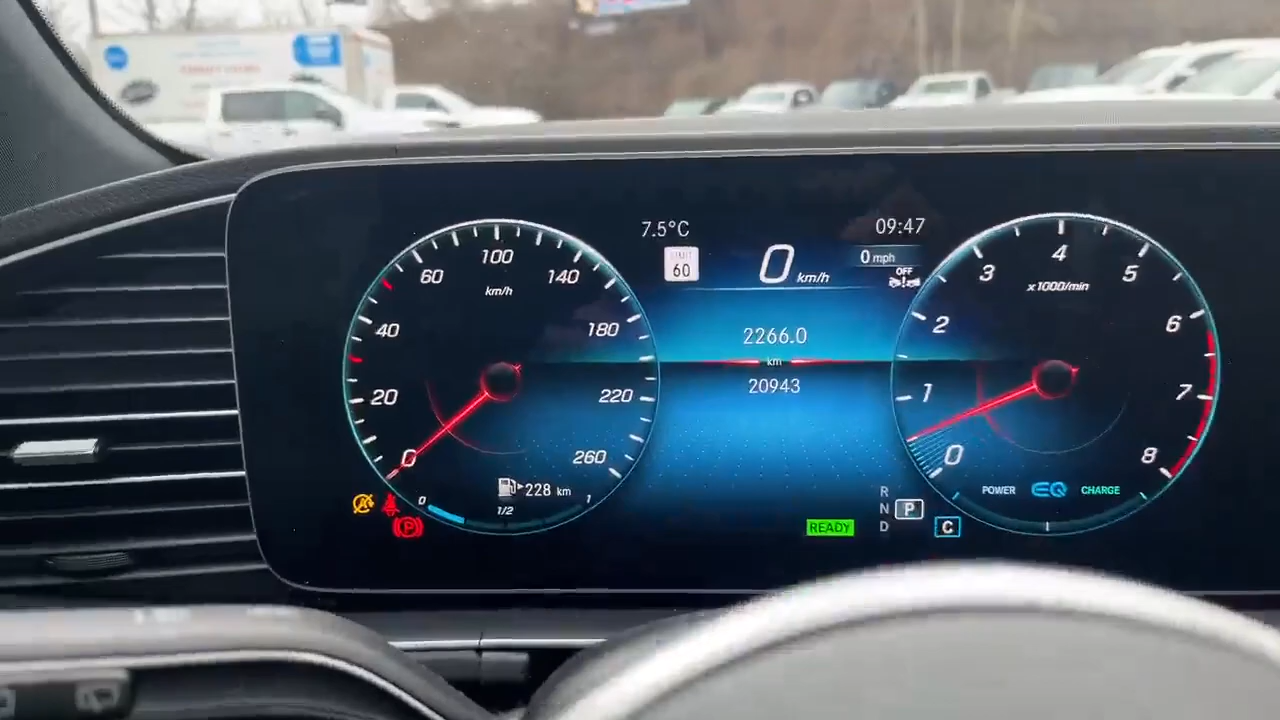 7.5°C
09:47
LIMIT
60
0 km/h
0 mph
OFF
2266.0
km
20943
0
20
40
60
100
140
180
220
260
km/h
228 km
0
1/2
1
0
1
2
3
4
5
6
7
8
x1000/min
POWER
EQ
CHARGE
READY
R
N
D
P
C
A
P